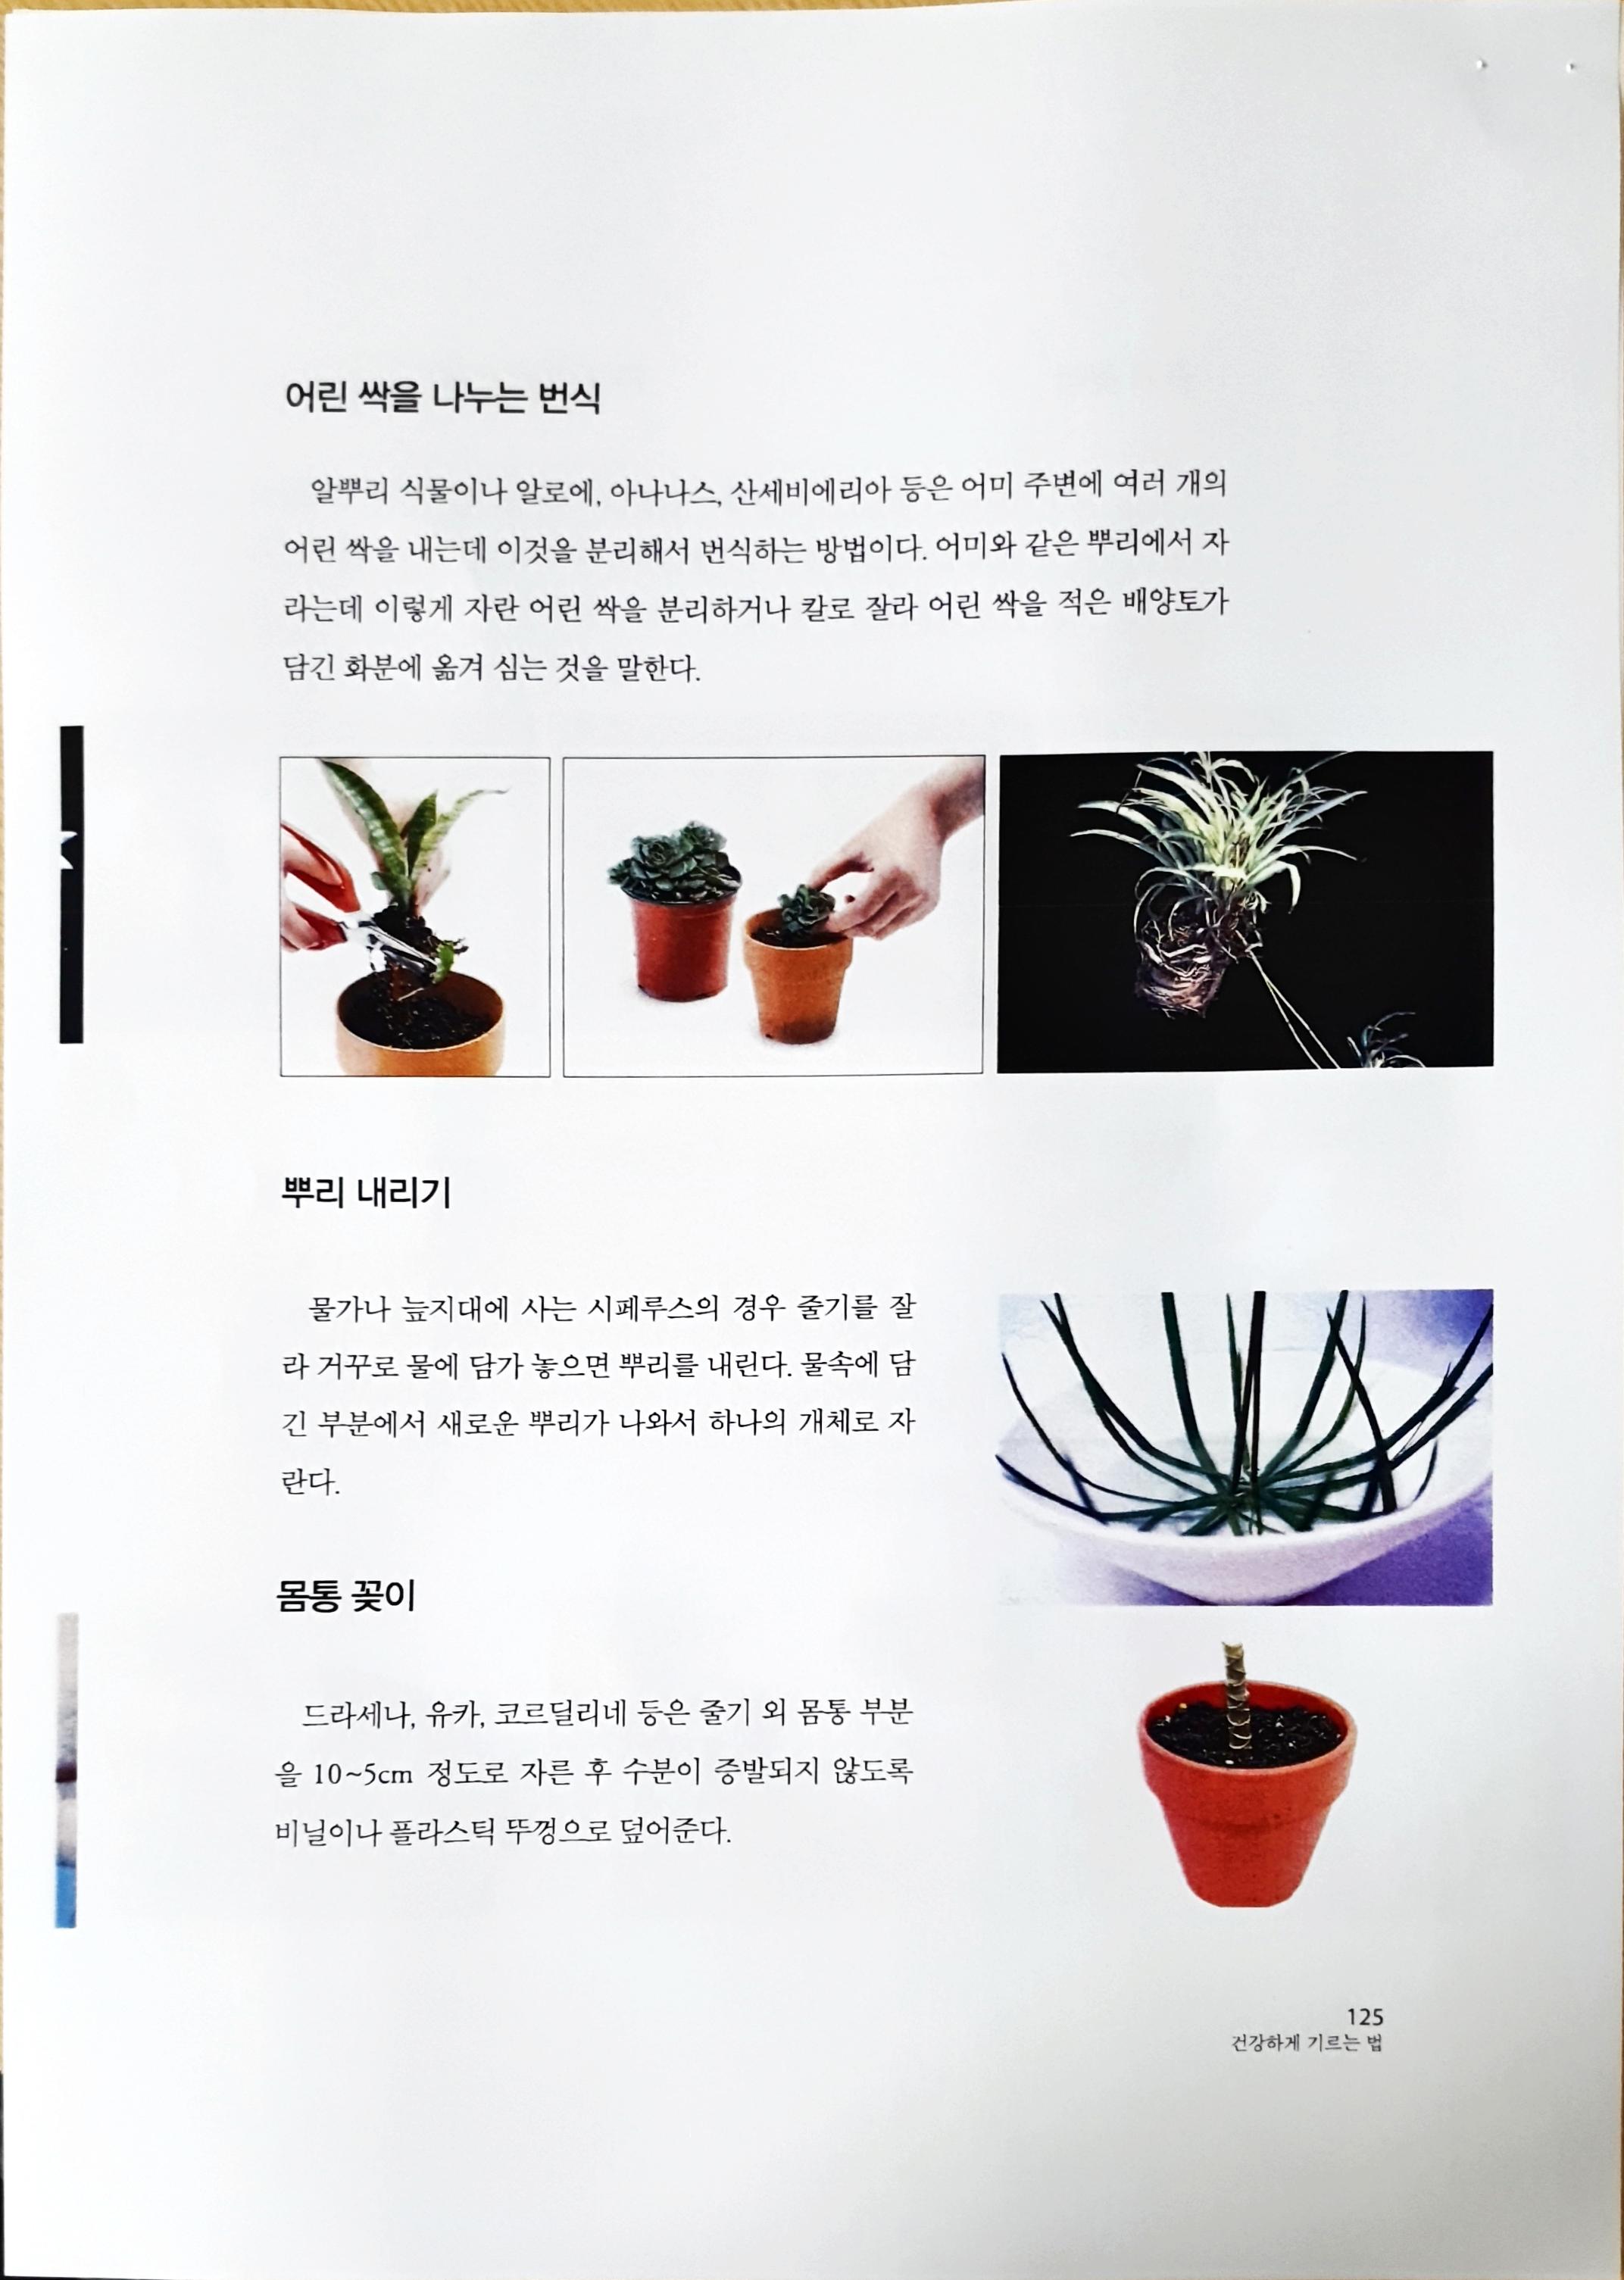 어린 싹을 나누는 번식
알뿌리 식물이나 알로에, 아나나스, 산세비에리아 등은 어미 주변에 여러 개의
어린 싹을 내는데 이것을 분리해서 번식하는 방법이다. 어미와 같은 뿌리에서 자
라는데 이렇게 자란 어린 싹을 분리하거나 칼로 잘라 어린 싹을 적은 배양토가
담긴 화분에 옮겨 심는 것을 말한다.
뿌리 내리기
물가나 늪지대에 사는 시페루스의 경우 줄기를 잘
라 거꾸로 물에 담가 놓으면 뿌리를 내린다. 물속에 담
긴 부분에서 새로운 뿌리가 나와서 하나의 개체로 자
란다.
몸통 꽂이
드라세나, 유카, 코르딜리네 등은 줄기 외 몸통 부분
을 10~5cm 정도로 자른 후 수분이 증발되지 않도록
비닐이나 플라스틱 뚜껑으로 덮어준다.
125
건강하게 기르는 법